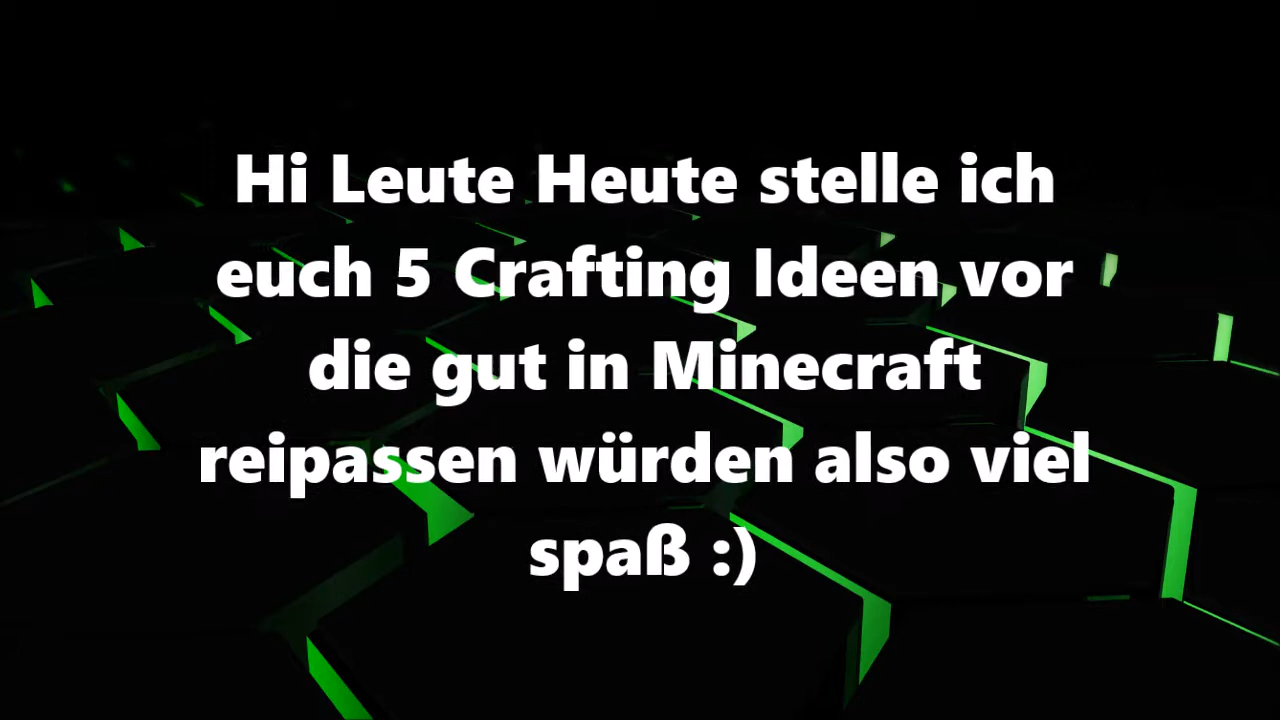 Hi Leute Heute stelle ich
euch 5 Crafting Ideen vor
die gut in Minecraft
reipassen würden also viel
spaß :)